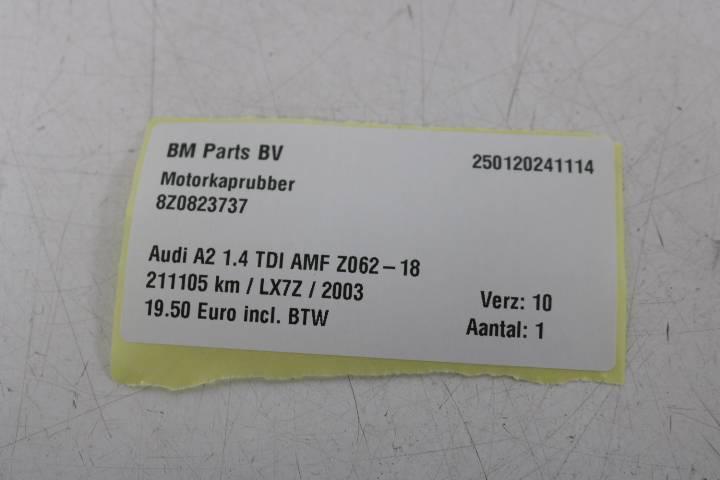 BM Parts BV
250120241114
Motorkaprubber
8Z0823737
Audi A2 1.4 TDI AMF Z062-18
211105 km / LX7Z / 2003
Verz: 10
19.50 Euro incl. BTW
Aantal: 1